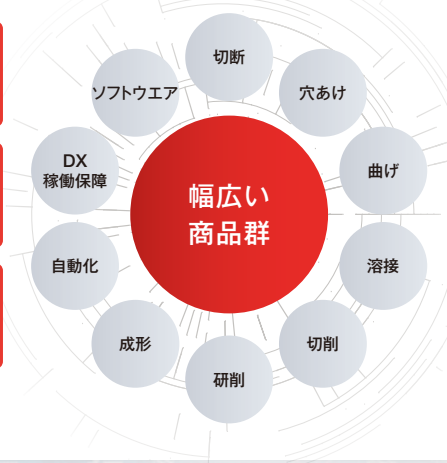 幅広い
商品群
切断
穴あけ
曲げ
溶接
切削
研削
成形
自動化
DX
稼働保障
ソフトウエア